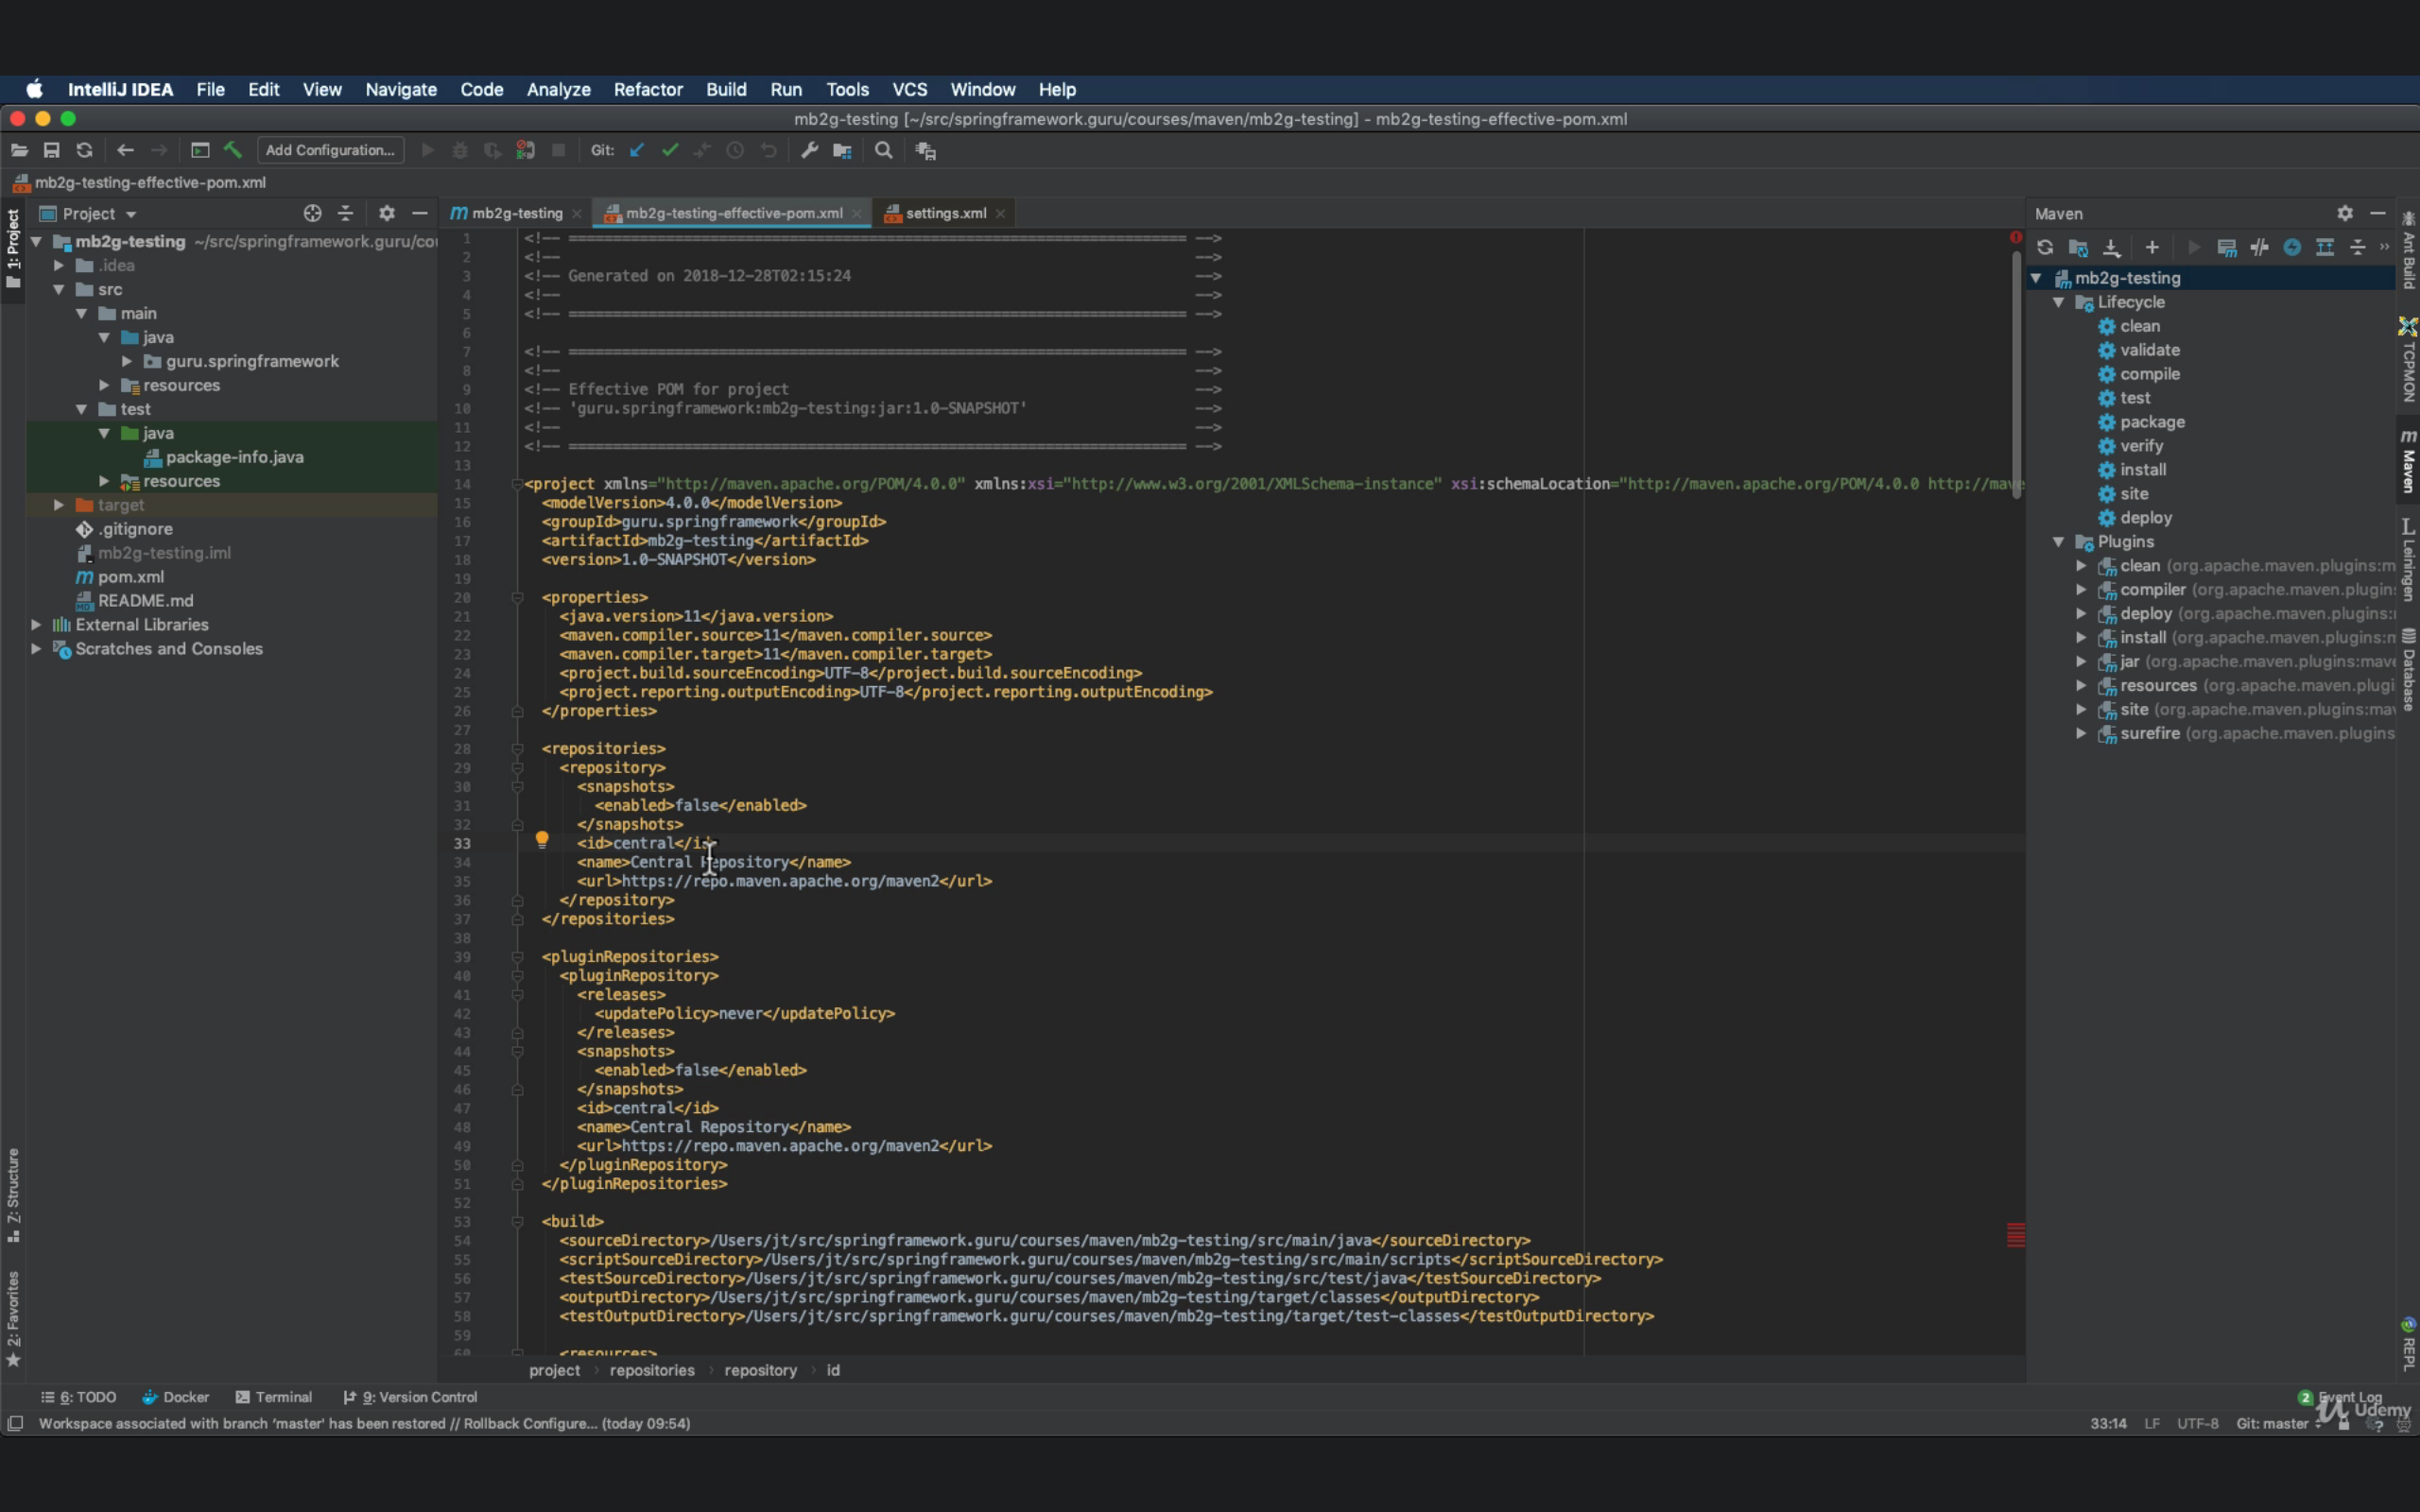 IntelliJ IDEA File Edit View Navigate Code Analyze Refactor Build Run Tools VCS Window Help
mb2g-testing [~/src/springframework.guru/courses/maven/mb2g-testing] - mb2g-testing-effective-pom.xml
Add Configuration... Git:
mb2g-testing-effective-pom.xml
1: Project
Z: Structure
2: Favorites
Project
mb2g-testing ~/src/springframework.guru/co
.idea
src
main
java
guru.springframework
resources
test
java
package-info.java
resources
target
.gitignore
mb2g-testing.iml
pom.xml
README.md
External Libraries
Scratches and Consoles
mb2g-testing mb2g-testing-effective-pom.xml settings.xml
1 <!-- ====================================================================== -->
2 <!-- -->
3 <!-- Generated on 2018-12-28T02:15:24 -->
4 <!-- -->
5 <!-- ====================================================================== -->
6
7 <!-- ====================================================================== -->
8 <!-- -->
9 <!-- Effective POM for project -->
10 <!-- 'guru.springframework:mb2g-testing:jar:1.0-SNAPSHOT' -->
11 <!-- -->
12 <!-- ====================================================================== -->
13
14 <project xmlns="http://maven.apache.org/POM/4.0.0" xmlns:xsi="http://www.w3.org/2001/XMLSchema-instance" xsi:schemaLocation="http://maven.apache.org/POM/4.0.0 http://mave
15 <modelVersion>4.0.0</modelVersion>
16 <groupId>guru.springframework</groupId>
17 <artifactId>mb2g-testing</artifactId>
18 <version>1.0-SNAPSHOT</version>
19
20 <properties>
21 <java.version>11</java.version>
22 <maven.compiler.source>11</maven.compiler.source>
23 <maven.compiler.target>11</maven.compiler.target>
24 <project.build.sourceEncoding>UTF-8</project.build.sourceEncoding>
25 <project.reporting.outputEncoding>UTF-8</project.reporting.outputEncoding>
26 </properties>
27
28 <repositories>
29 <repository>
30 <snapshots>
31 <enabled>false</enabled>
32 </snapshots>
33 <id>central</id>
34 <name>Central Repository</name>
35 <url>https://repo.maven.apache.org/maven2</url>
36 </repository>
37 </repositories>
38
39 <pluginRepositories>
40 <pluginRepository>
41 <releases>
42 <updatePolicy>never</updatePolicy>
43 </releases>
44 <snapshots>
45 <enabled>false</enabled>
46 </snapshots>
47 <id>central</id>
48 <name>Central Repository</name>
49 <url>https://repo.maven.apache.org/maven2</url>
50 </pluginRepository>
51 </pluginRepositories>
52
53 <build>
54 <sourceDirectory>/Users/jt/src/springframework.guru/courses/maven/mb2g-testing/src/main/java</sourceDirectory>
55 <scriptSourceDirectory>/Users/jt/src/springframework.guru/courses/maven/mb2g-testing/src/main/scripts</scriptSourceDirectory>
56 <testSourceDirectory>/Users/jt/src/springframework.guru/courses/maven/mb2g-testing/src/test/java</testSourceDirectory>
57 <outputDirectory>/Users/jt/src/springframework.guru/courses/maven/mb2g-testing/target/classes</outputDirectory>
58 <testOutputDirectory>/Users/jt/src/springframework.guru/courses/maven/mb2g-testing/target/test-classes</testOutputDirectory>
59
60 <resources>
project repositories repository id
Maven
mb2g-testing
Lifecycle
clean
validate
compile
test
package
verify
install
site
deploy
Plugins
clean (org.apache.maven.plugins:m
compiler (org.apache.maven.plugin
deploy (org.apache.maven.plugins:
install (org.apache.maven.plugins:m
jar (org.apache.maven.plugins:mave
resources (org.apache.maven.plugi
site (org.apache.maven.plugins:mav
surefire (org.apache.maven.plugins
Ant Build
TCPMON
Maven
Leiningen
Database
REPL
6: TODO Docker Terminal 9: Version Control
2 Event Log
Workspace associated with branch 'master' has been restored // Rollback Configure... (today 09:54)
33:14 LF UTF-8 Git: master
Udemy